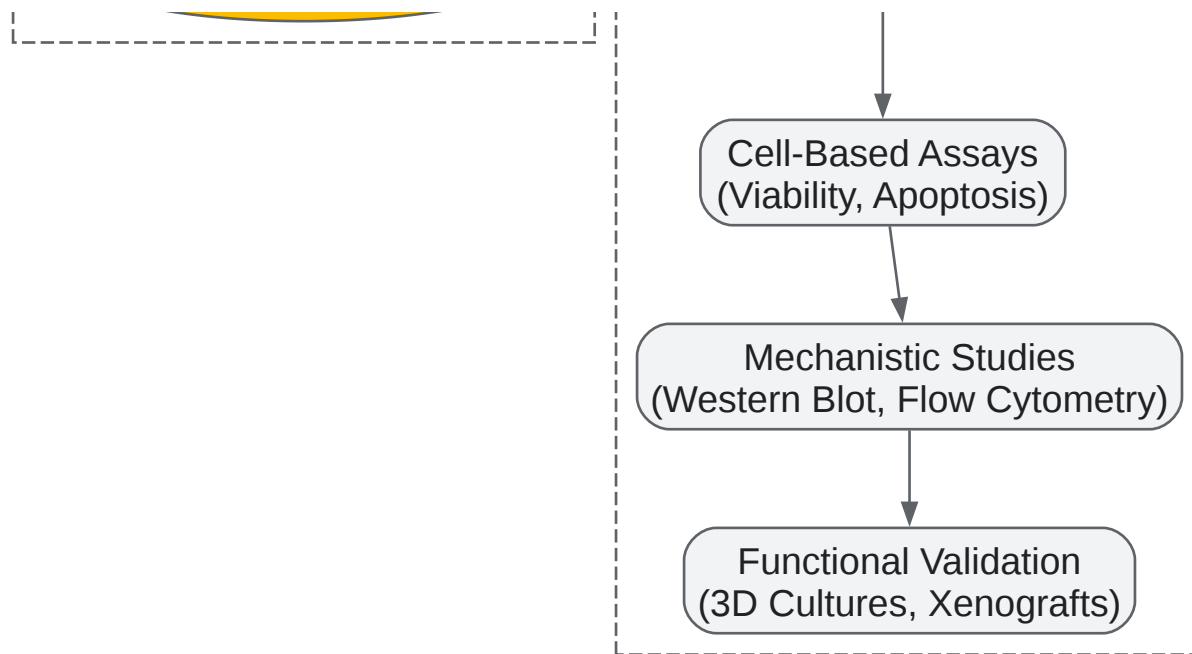 Cell-Based Assays
(Viability, Apoptosis)
Mechanistic Studies
(Western Blot, Flow Cytometry)
Functional Validation
(3D Cultures, Xenografts)